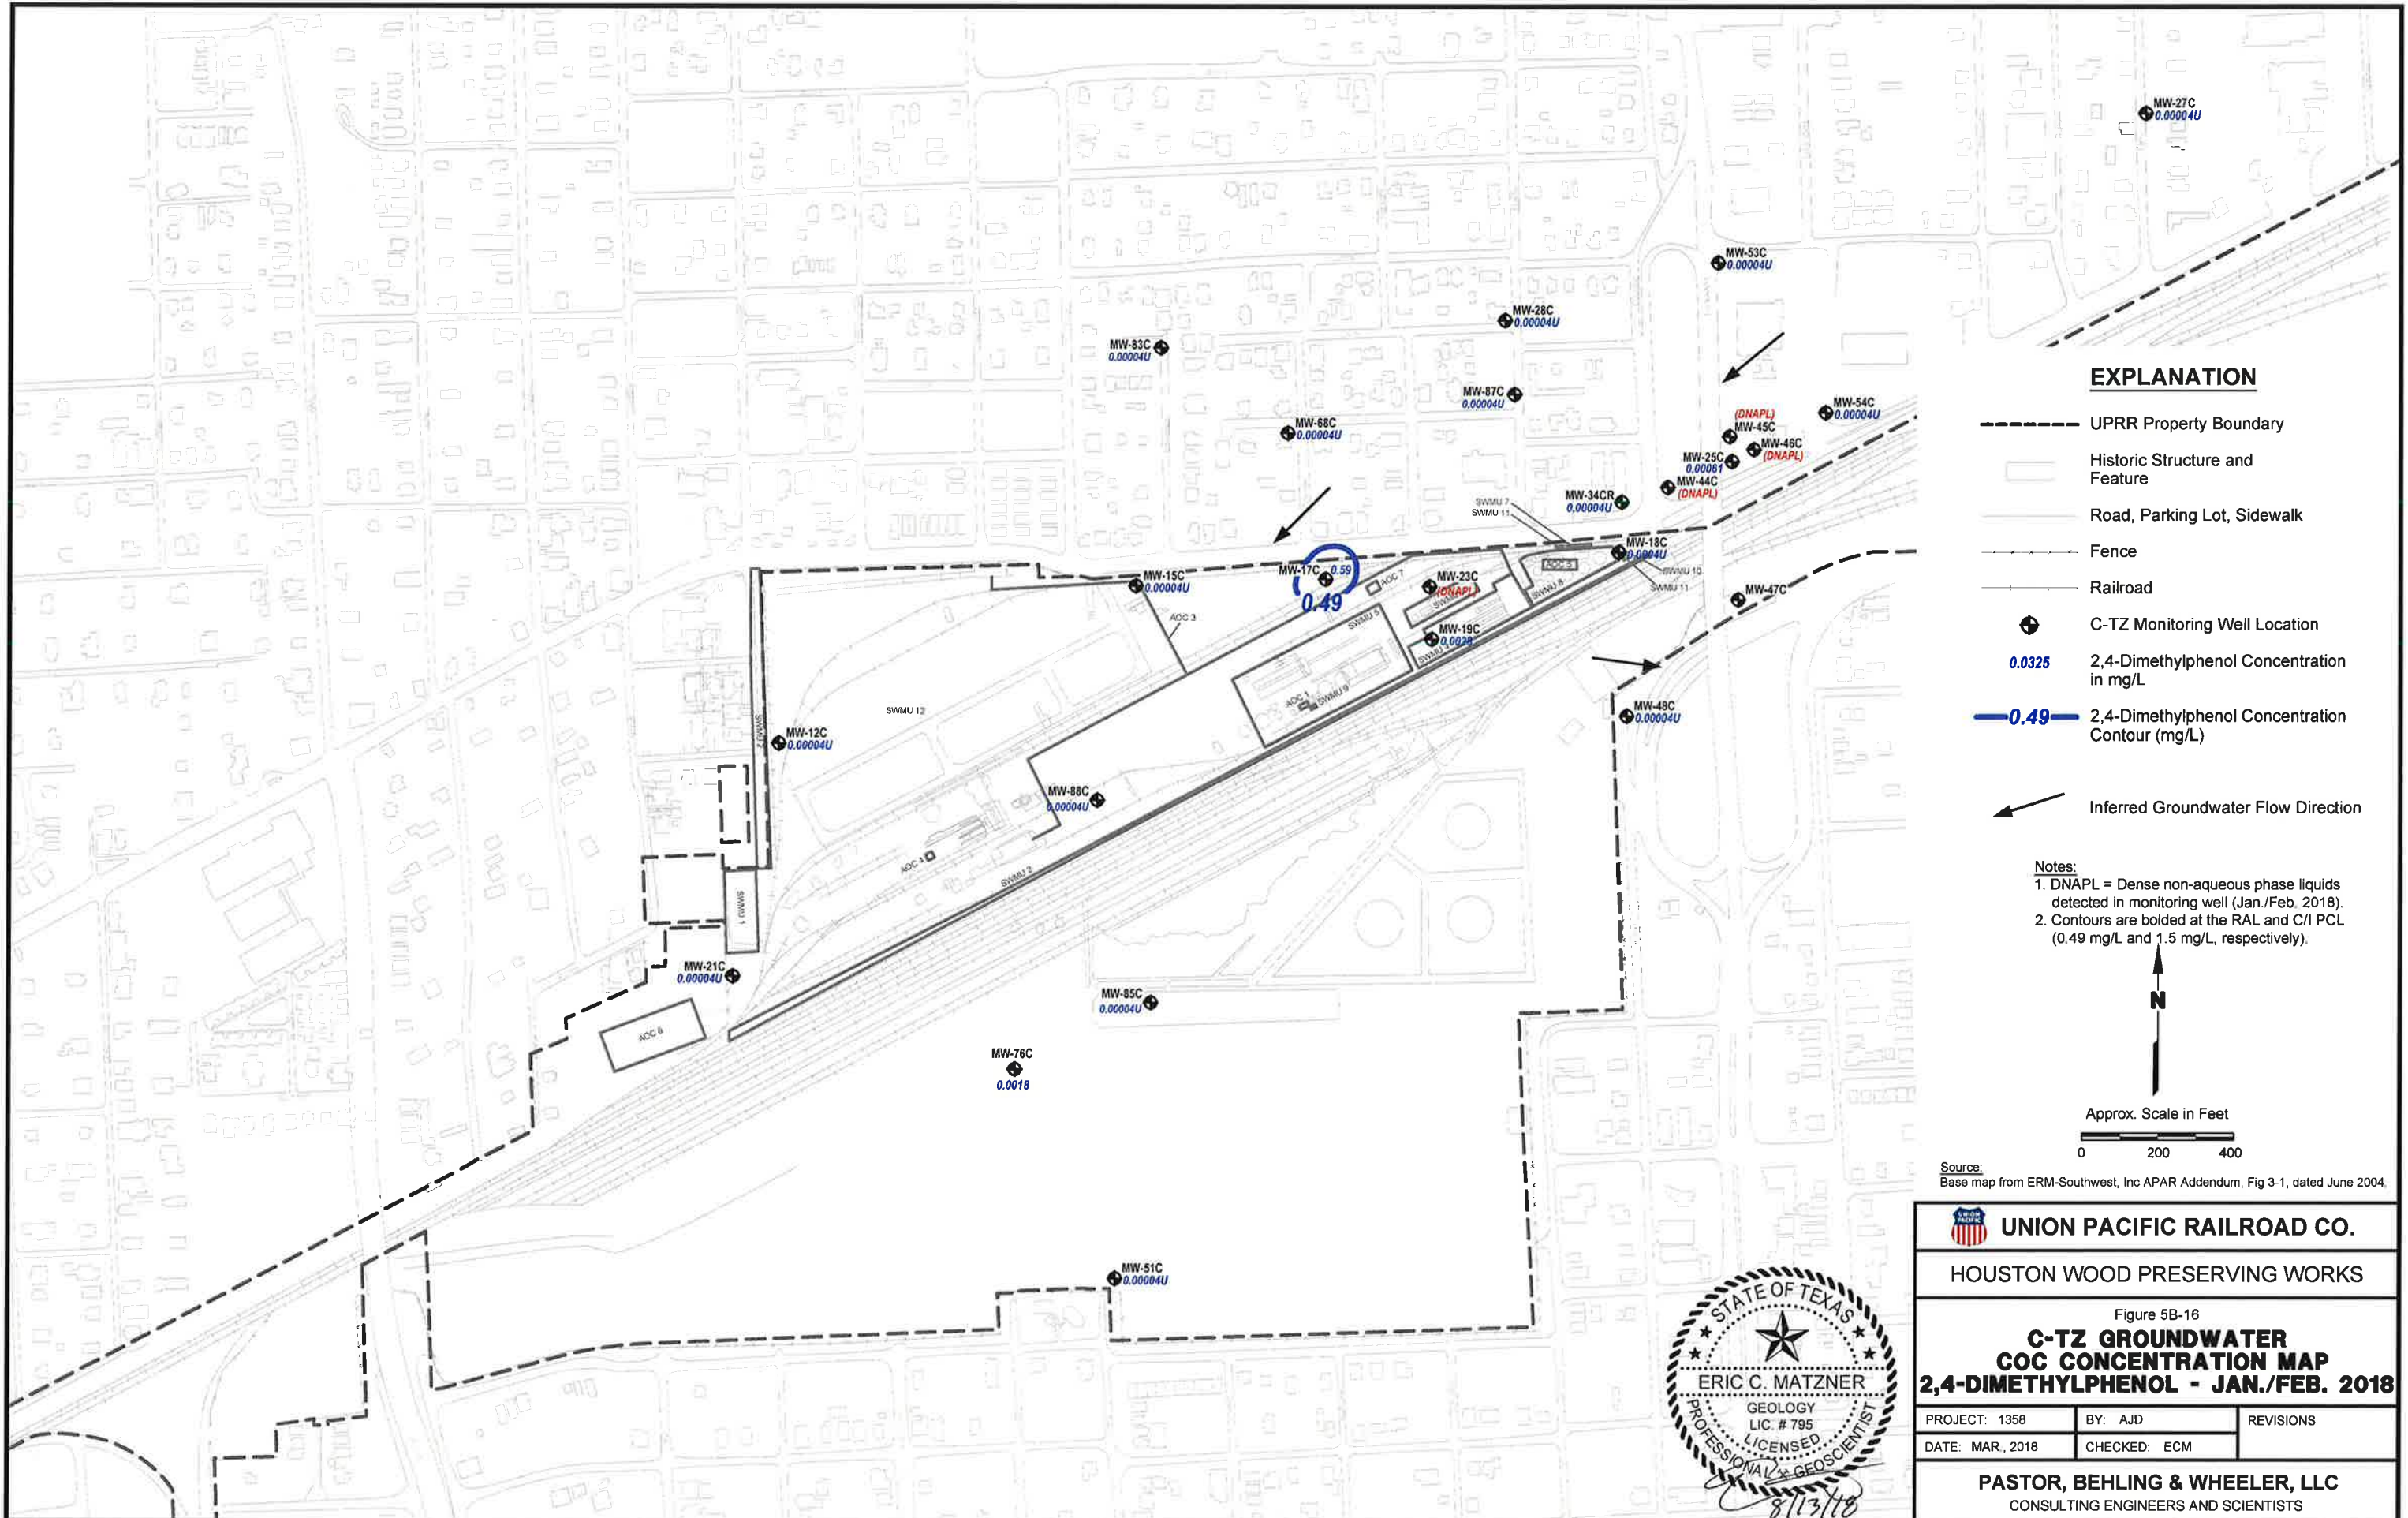 MW-27C
0.00004U
MW-53C
0.00004U
MW-28C
0.00004U
MW-83C
0.00004U
MW-87C
0.00004U
MW-54C
0.00004U
(DNAPL)
MW-45C
MW-46C
(DNAPL)
MW-68C
0.00004U
MW-25C
0.00061
MW-44C
(DNAPL)
MW-34CR
0.00004U
SWMU 7
SWMU 11
MW-18C
0.0004U
AOC 5
SWMU 10
SWMU 11
SWMU 8
MW-17C
0.59
0.49
AOC 7
MW-23C
(DNAPL)
MW-15C
0.00004U
AOC 3
SWMU 5
MW-47C
MW-19C
0.0028
AOC 1
SWMU 9
MW-48C
0.00004U
SWMU 12
SWMU 2
MW-12C
0.00004U
MW-88C
0.00004U
AOC 4
SWMU 2
SWMU 1
MW-21C
0.00004U
MW-85C
0.00004U
MW-76C
0.0018
MW-51C
0.00004U
EXPLANATION
UPRR Property Boundary
Historic Structure and
Feature
Road, Parking Lot, Sidewalk
Fence
Railroad
C-TZ Monitoring Well Location
0.0325 2,4-Dimethylphenol Concentration
in mg/L
0.49 2,4-Dimethylphenol Concentration
Contour (mg/L)
Inferred Groundwater Flow Direction
Notes:
1. DNAPL = Dense non-aqueous phase liquids
detected in monitoring well (Jan./Feb. 2018).
2. Contours are bolded at the RAL and C/I PCL
(0.49 mg/L and 1.5 mg/L, respectively).
N
Approx. Scale in Feet
0 200 400
Source:
Base map from ERM-Southwest, Inc APAR Addendum, Fig 3-1, dated June 2004.
UNION PACIFIC
UNION PACIFIC RAILROAD CO.
HOUSTON WOOD PRESERVING WORKS
Figure 5B-16
C-TZ GROUNDWATER
COC CONCENTRATION MAP
2,4-DIMETHYLPHENOL - JAN./FEB. 2018
PROJECT: 1358
BY: AJD
REVISIONS
DATE: MAR., 2018
CHECKED: ECM
PASTOR, BEHLING & WHEELER, LLC
CONSULTING ENGINEERS AND SCIENTISTS
STATE OF TEXAS
ERIC C. MATZNER
GEOLOGY
LIC. # 795
LICENSED
PROFESSIONAL GEOSCIENTIST
8/13/18